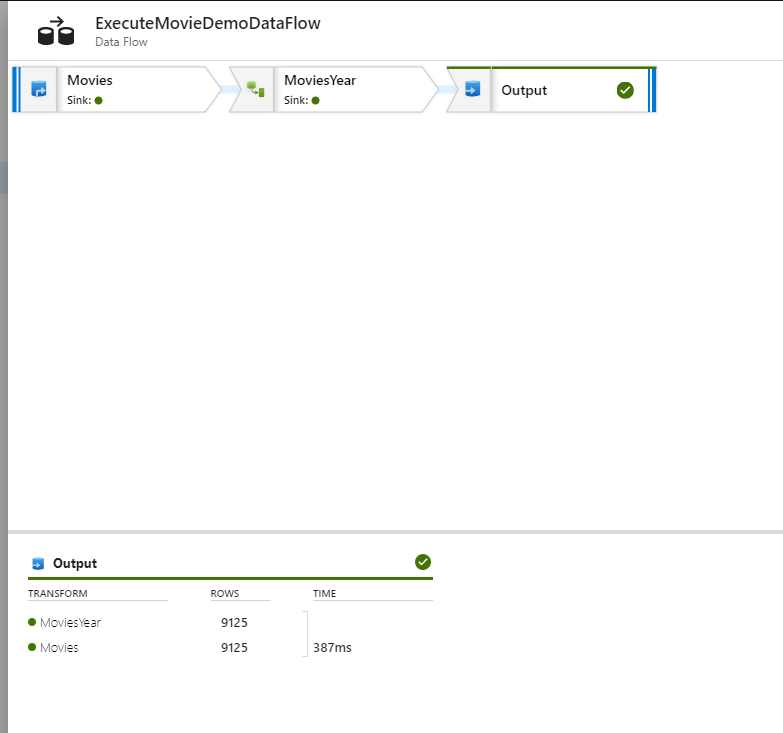 ExecuteMovieDemoDataFlow
Data Flow
Movies
Sink:
MoviesYear
Sink:
Output
Output
TRANSFORM ROWS TIME
MoviesYear 9125
Movies 9125 387ms